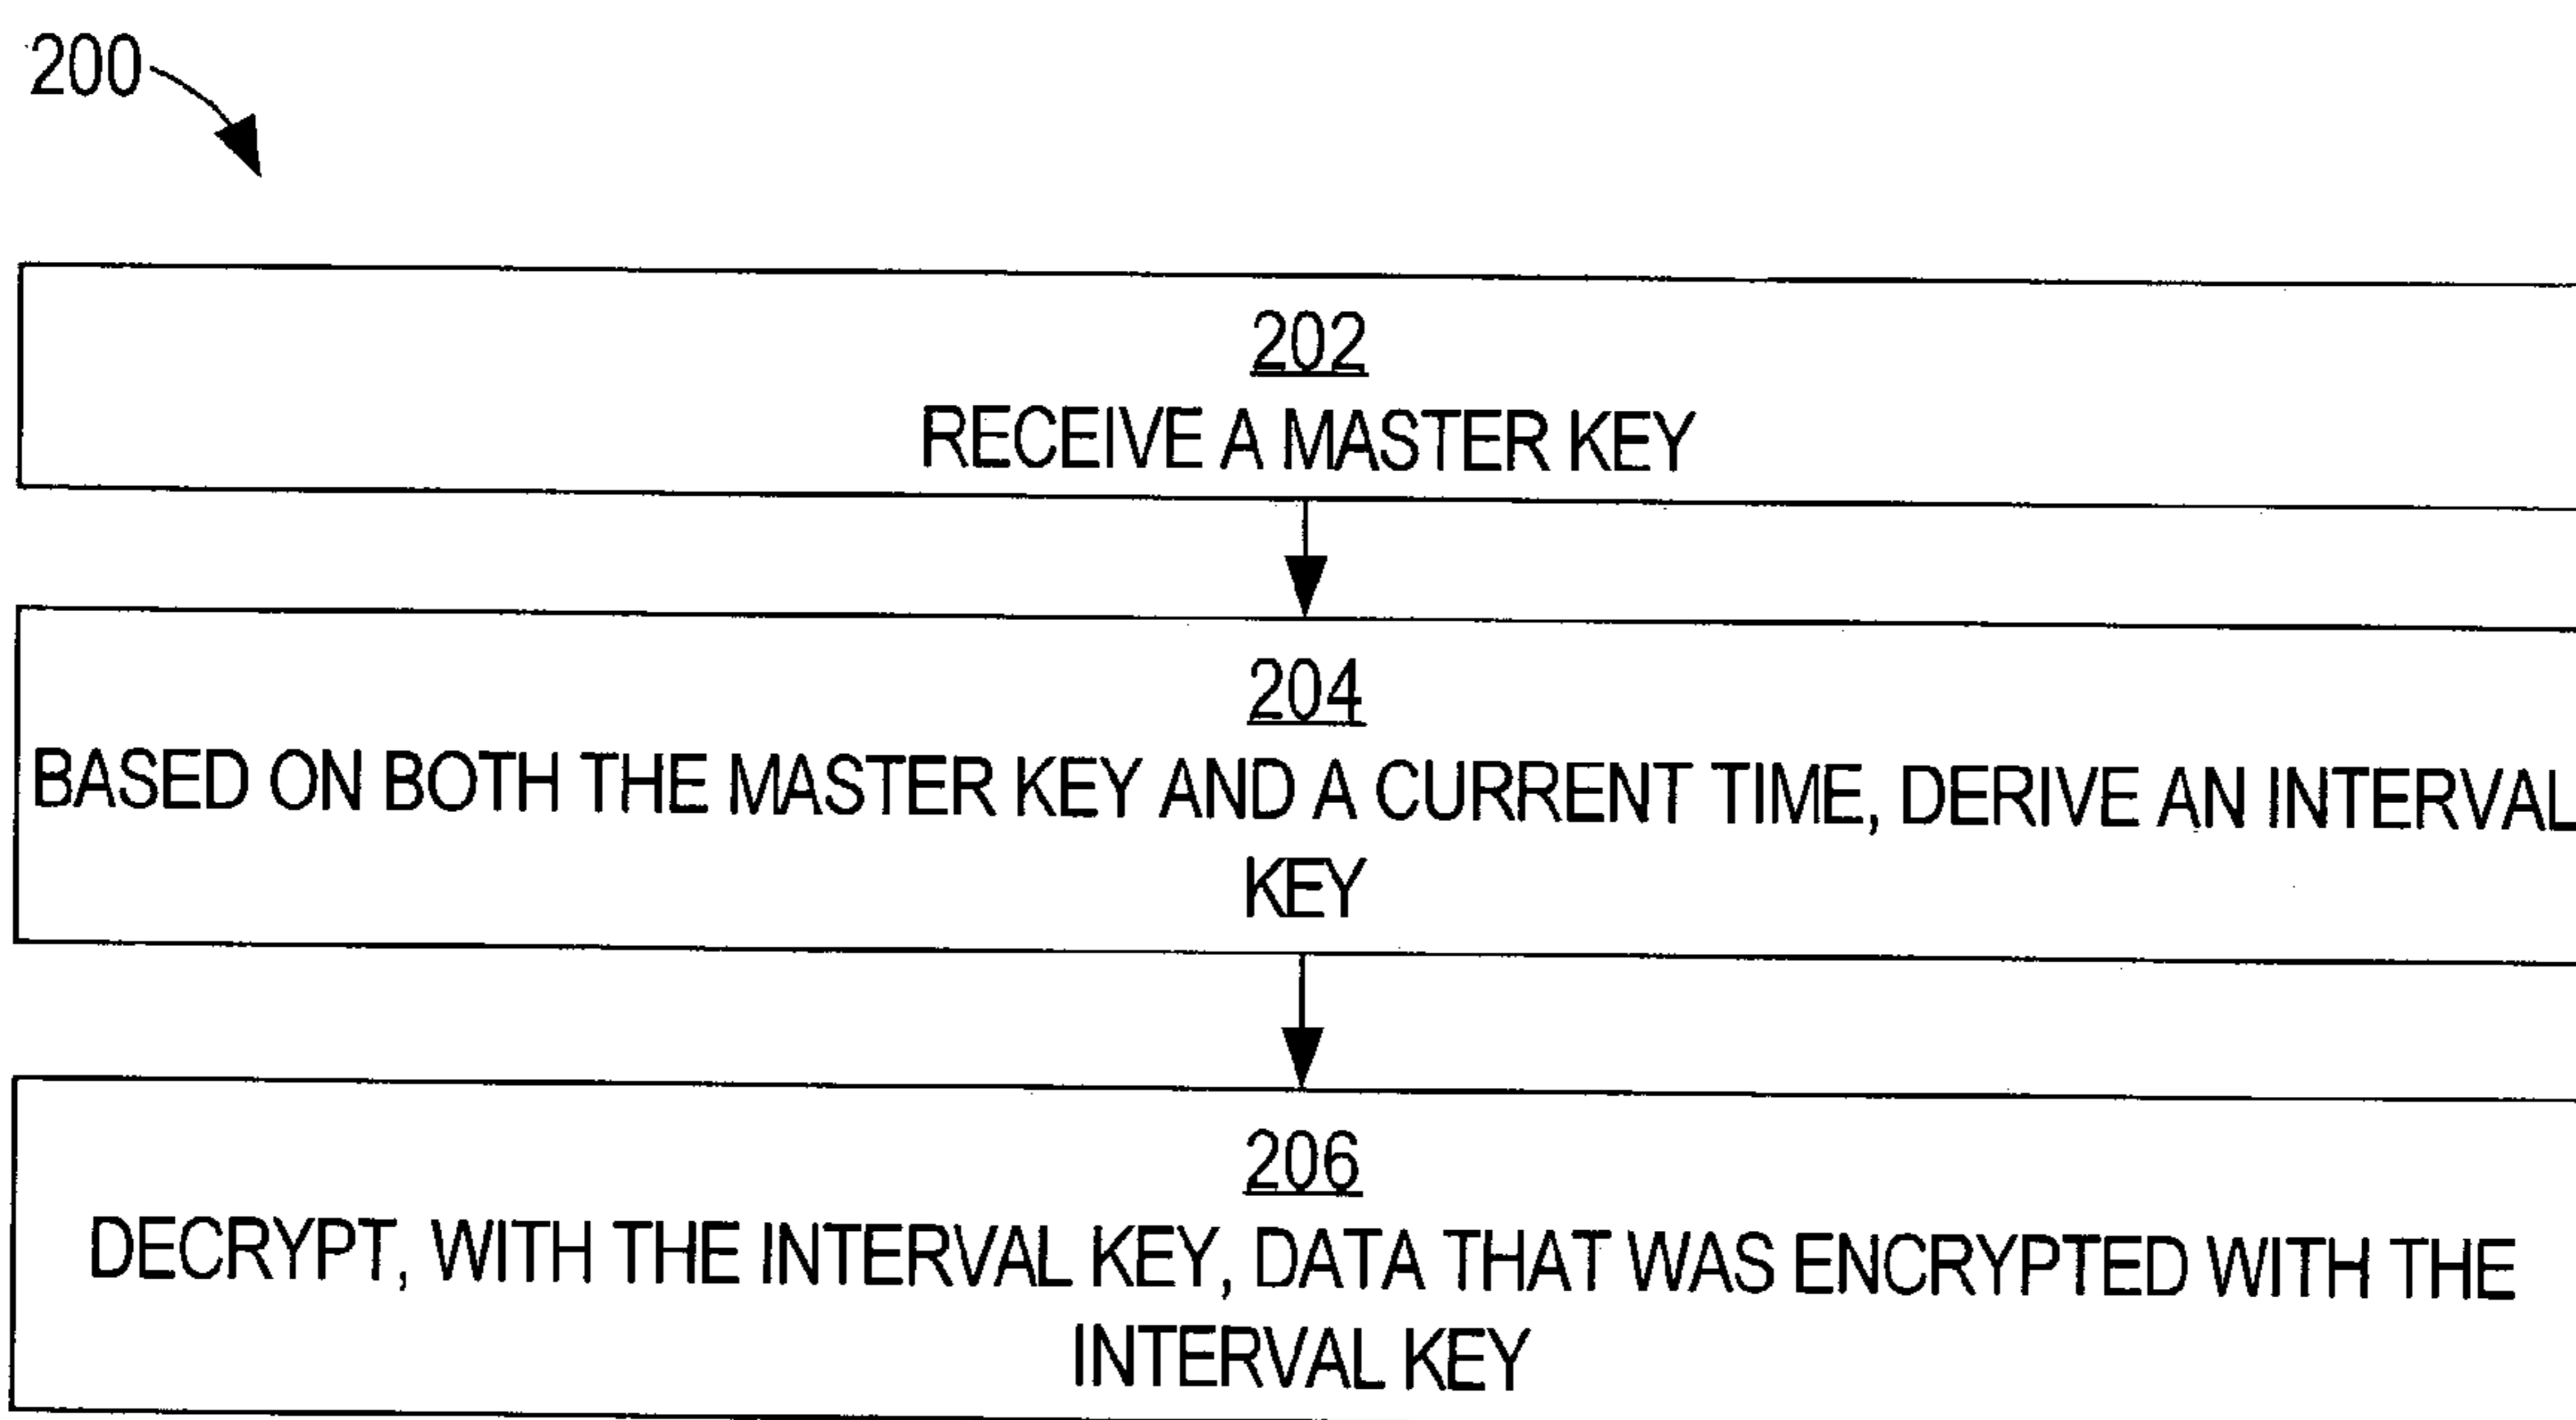 200
202
RECEIVE A MASTER KEY
204
BASED ON BOTH THE MASTER KEY AND A CURRENT TIME, DERIVE AN INTERVAL
KEY
206
DECRYPT, WITH THE INTERVAL KEY, DATA THAT WAS ENCRYPTED WITH THE
INTERVAL KEY